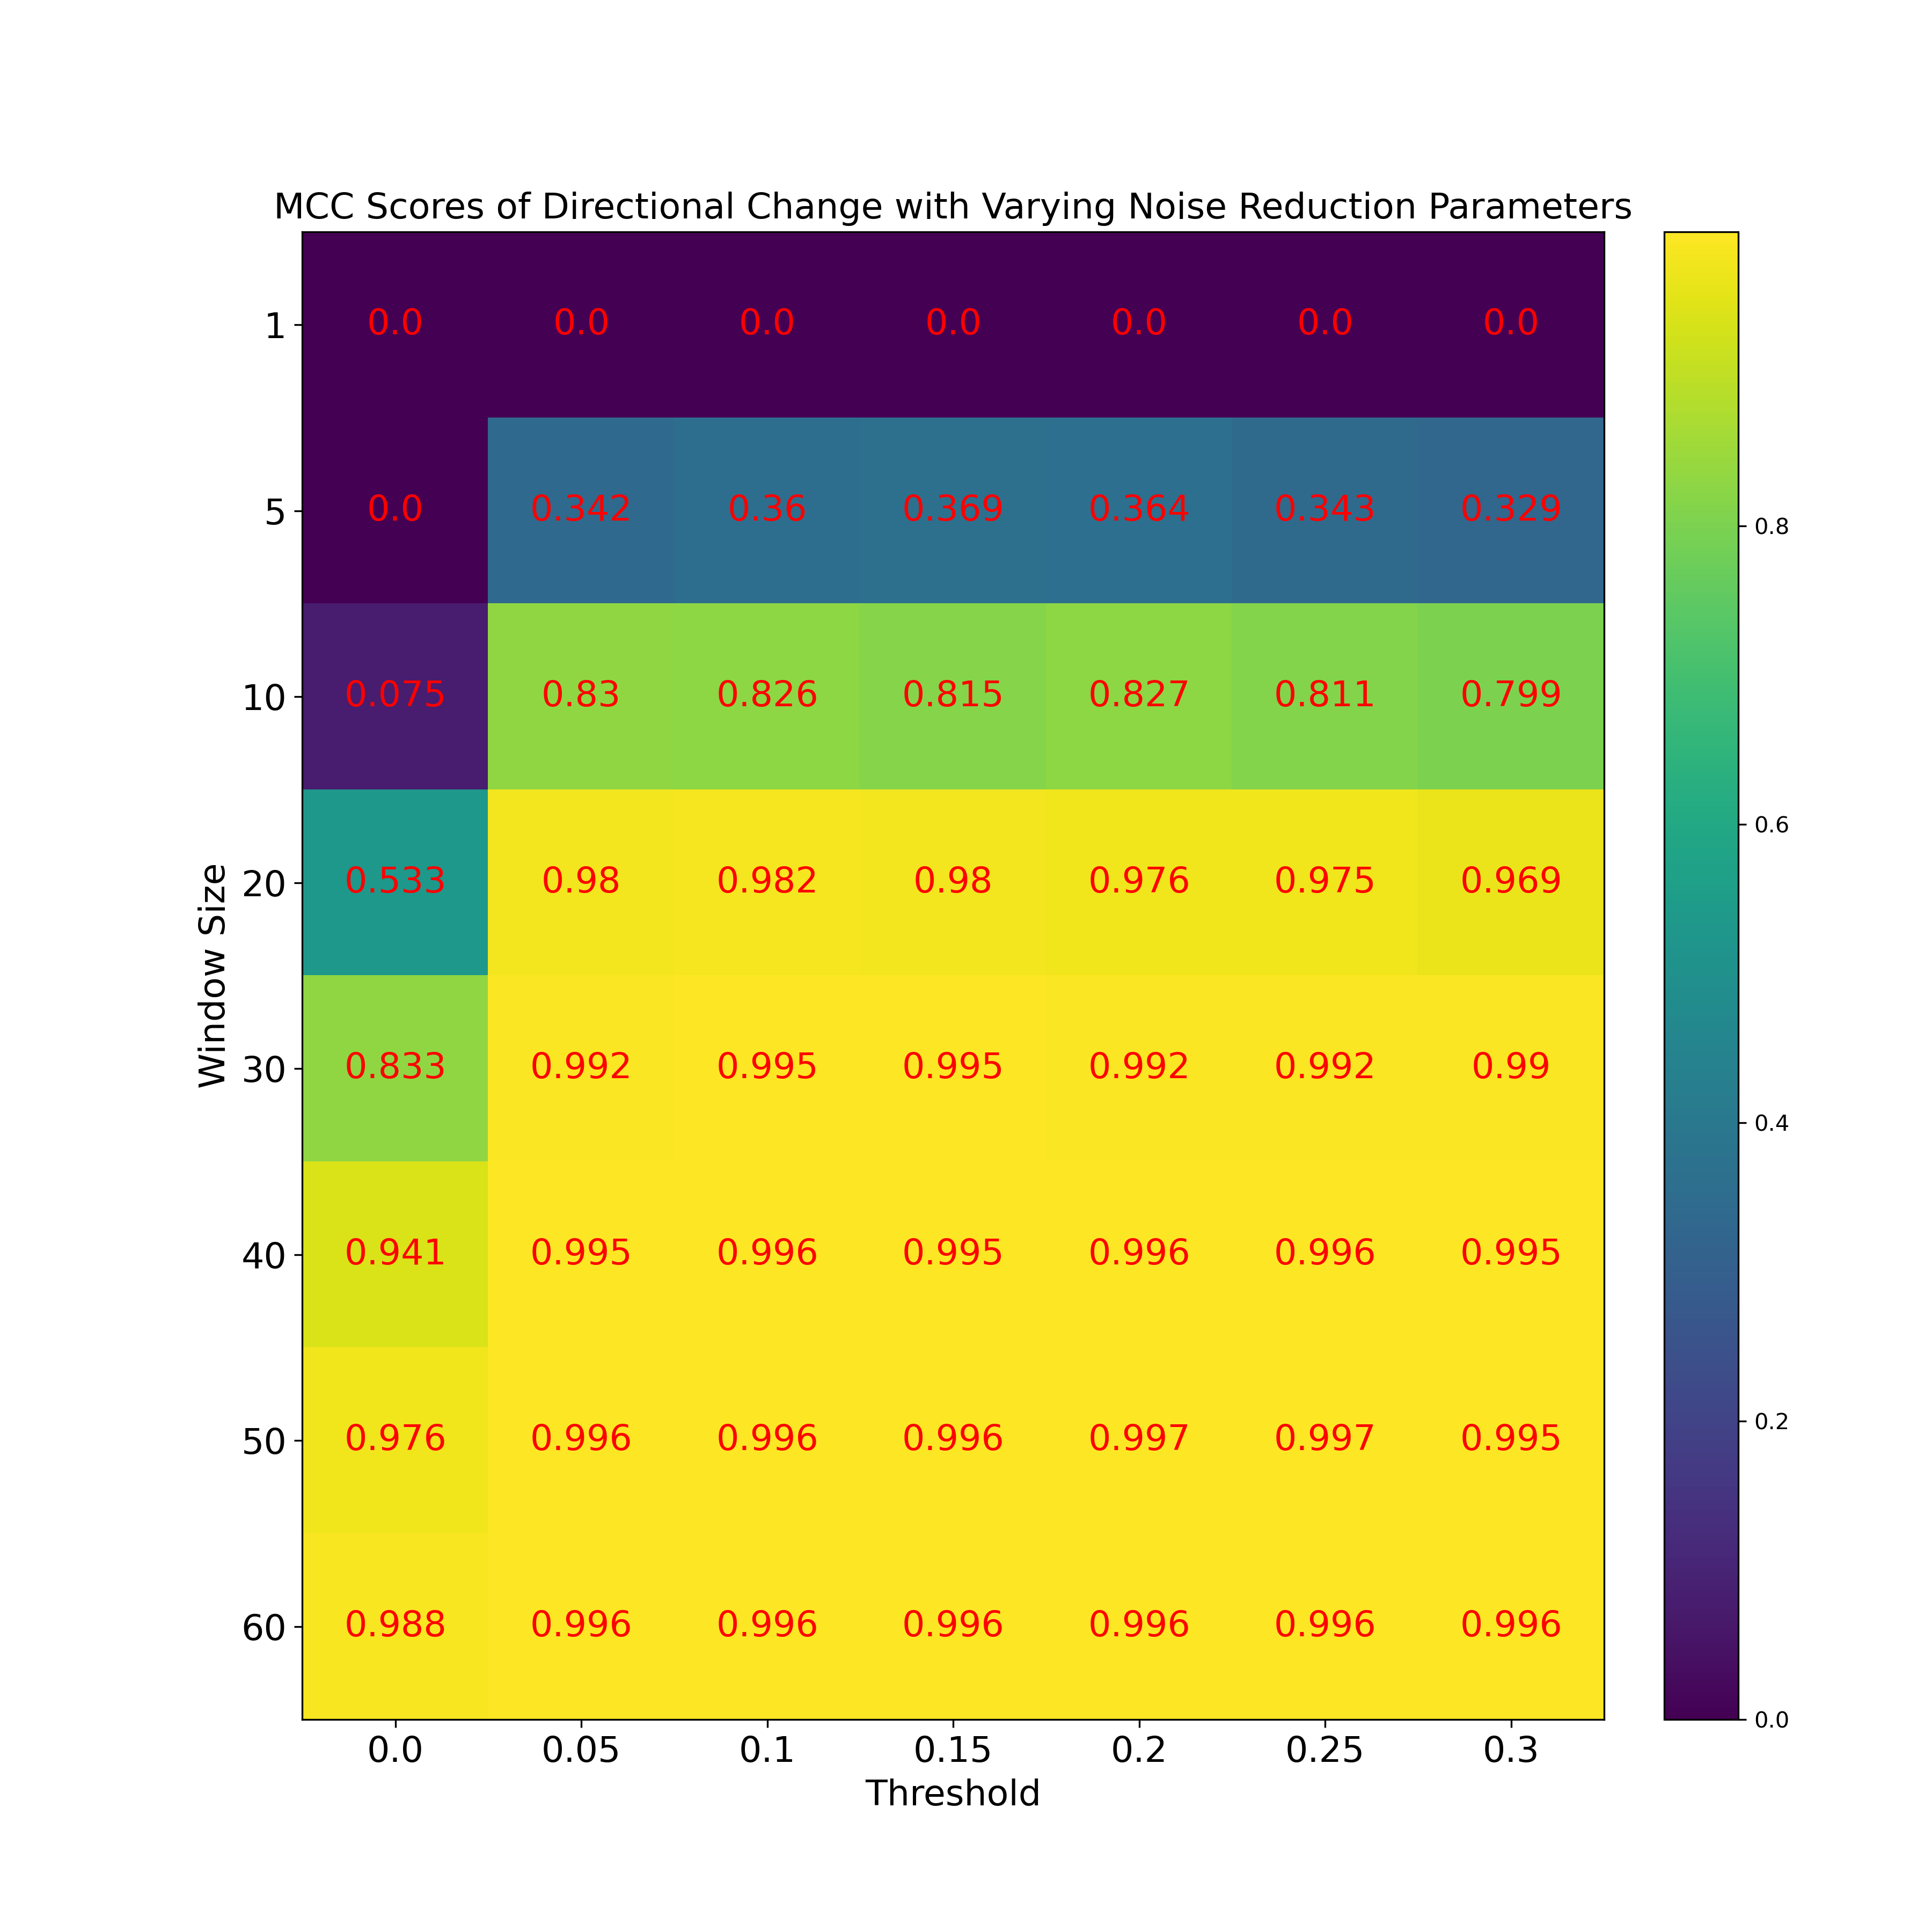 MCC Scores of Directional Change with Varying Noise Reduction Parameters
1 0.0 0.0 0.0 0.0 0.0 0.0 0.0
5 0.0 0.342 0.36 0.369 0.364 0.343 0.329
10 0.075 0.83 0.826 0.815 0.827 0.811 0.799
20 0.533 0.98 0.982 0.98 0.976 0.975 0.969
30 0.833 0.992 0.995 0.995 0.992 0.992 0.99
40 0.941 0.995 0.996 0.995 0.996 0.996 0.995
50 0.976 0.996 0.996 0.996 0.997 0.997 0.995
60 0.988 0.996 0.996 0.996 0.996 0.996 0.996
0.0 0.05 0.1 0.15 0.2 0.25 0.3
Threshold
Window Size
0.8
0.6
0.4
0.2
0.0